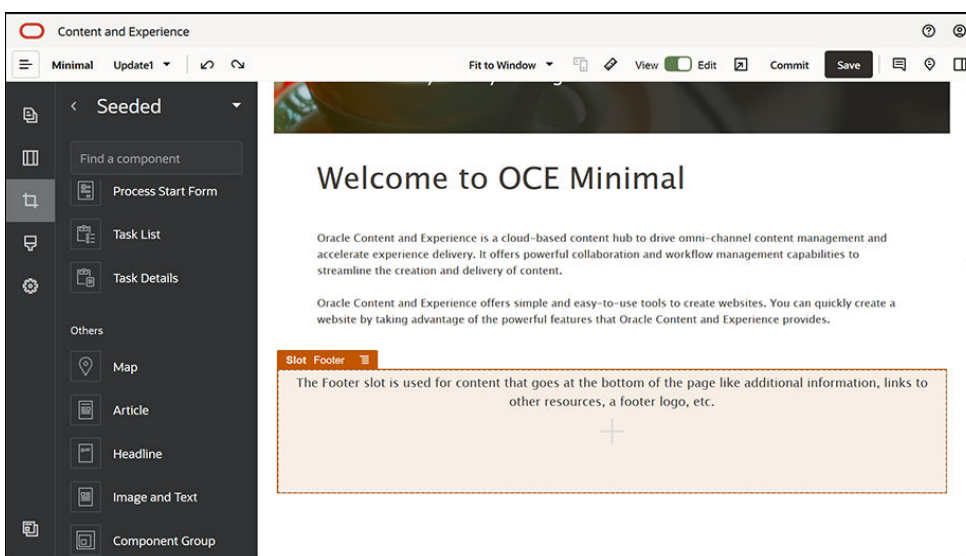 Content and Experience
Minimal Update1 Fit to Window View Edit Commit Save
Seeded
Find a component
Process Start Form
Task List
Task Details
Others
Map
Article
Headline
Image and Text
Component Group
Welcome to OCE Minimal
Oracle Content and Experience is a cloud-based content hub to drive omni-channel content management and
accelerate experience delivery. It offers powerful collaboration and workflow management capabilities to
streamline the creation and delivery of content.
Oracle Content and Experience offers simple and easy-to-use tools to create websites. You can quickly create a
website by taking advantage of the powerful features that Oracle Content and Experience provides.
Slot Footer
The Footer slot is used for content that goes at the bottom of the page like additional information, links to
other resources, a footer logo, etc.